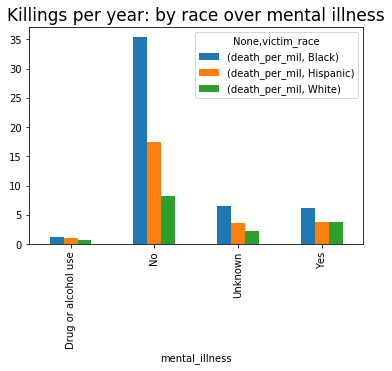 Killings per year: by race over mental illness
None,victim_race
(death_per_mil, Black)
(death_per_mil, Hispanic)
(death_per_mil, White)
35
30
25
20
15
10
5
0
Drug or alcohol use
No
Unknown
Yes
mental_illness